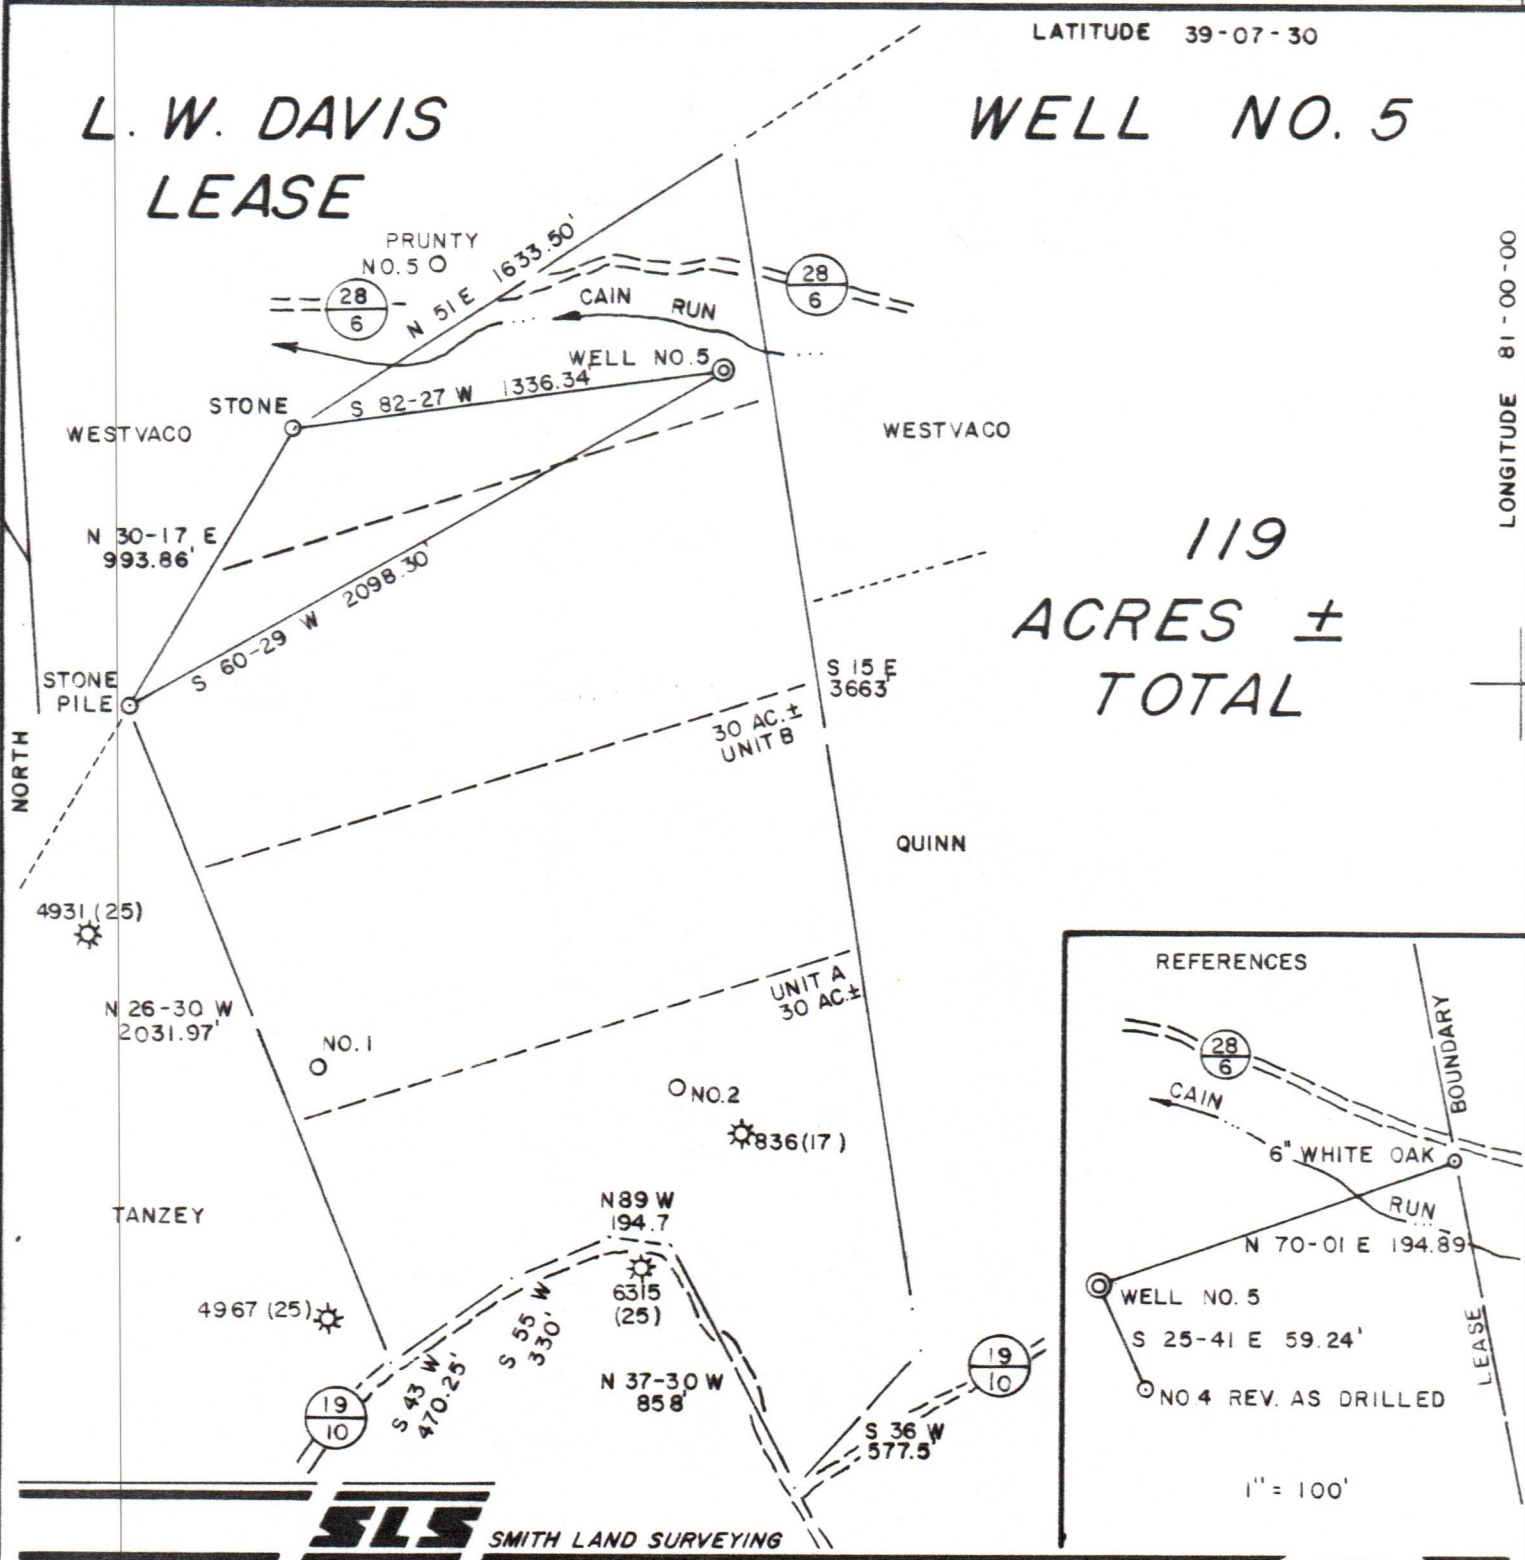 LATITUDE 39-07-30
L. W. DAVIS
LEASE
WELL NO. 5
PRUNTY
NO. 5
N 51 E 1633.50'
28
6
28
6
CAIN RUN
LONGITUDE 81-00-00
WELL NO. 5
STONE
S 82-27 W 1336.34'
WESTVACO
WESTVACO
N 30-17 E
993.86'
S 60-29 W 2098.30'
119
ACRES ±
TOTAL
STONE
PILE
S 15 E
3663'
30 AC. ±
UNIT B
NORTH
QUINN
4931 (25)
UNIT A
30 AC. ±
N 26-30 W
2031.97'
NO. 1
NO. 2
836 (17)
TANZEY
N 89 W
194.7
6315
(25)
4967 (25)
S 55 W
330'
S 43 W
470.25'
N 37-30 W
858'
19
10
19
10
S 36 W
577.5'
REFERENCES
28
6
BOUNDARY
CAIN
6" WHITE OAK
RUN
N 70-01 E 194.89
WELL NO. 5
S 25-41 E 59.24'
LEASE
NO. 4 REV. AS DRILLED
1" = 100'
SLS SMITH LAND SURVEYING